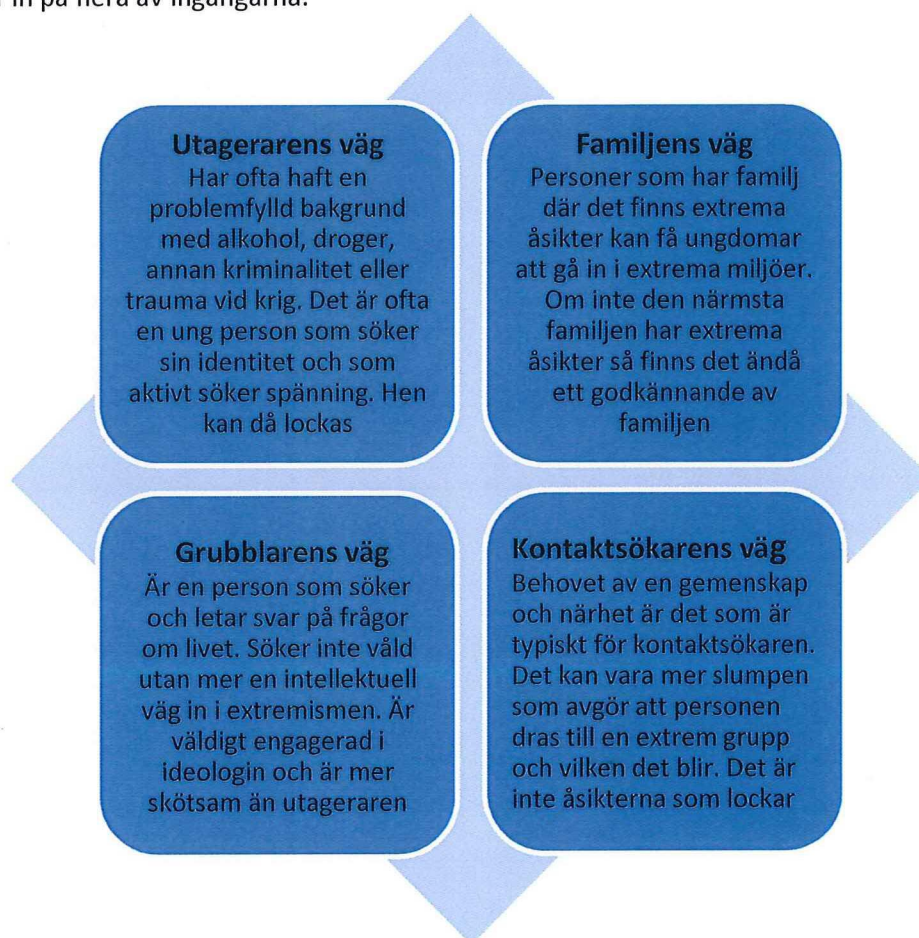 in på flera av ingångarna.
Utagerarens väg
Har ofta haft en
problemfylld bakgrund
med alkohol, droger,
annan kriminalitet eller
trauma vid krig. Det är ofta
en ung person som söker
sin identitet och som
aktivt söker spänning. Hen
kan då lockas
Familjens väg
Personer som har familj
där det finns extrema
åsikter kan få ungdomar
att gå in i extrema miljöer.
Om inte den närmsta
familjen har extrema
åsikter så finns det ändå
ett godkännande av
familjen
Grubblarens väg
Är en person som söker
och letar svar på frågor
om livet. Söker inte våld
utan mer en intellektuell
väg in i extremismen. Är
väldigt engagerad i
ideologin och är mer
skötsam än utageraren
Kontaktsökarens väg
Behovet av en gemenskap
och närhet är det som är
typiskt för kontaktsökaren.
Det kan vara mer slumpen
som avgör att personen
dras till en extrem grupp
och vilken det blir. Det är
inte åsikterna som lockar